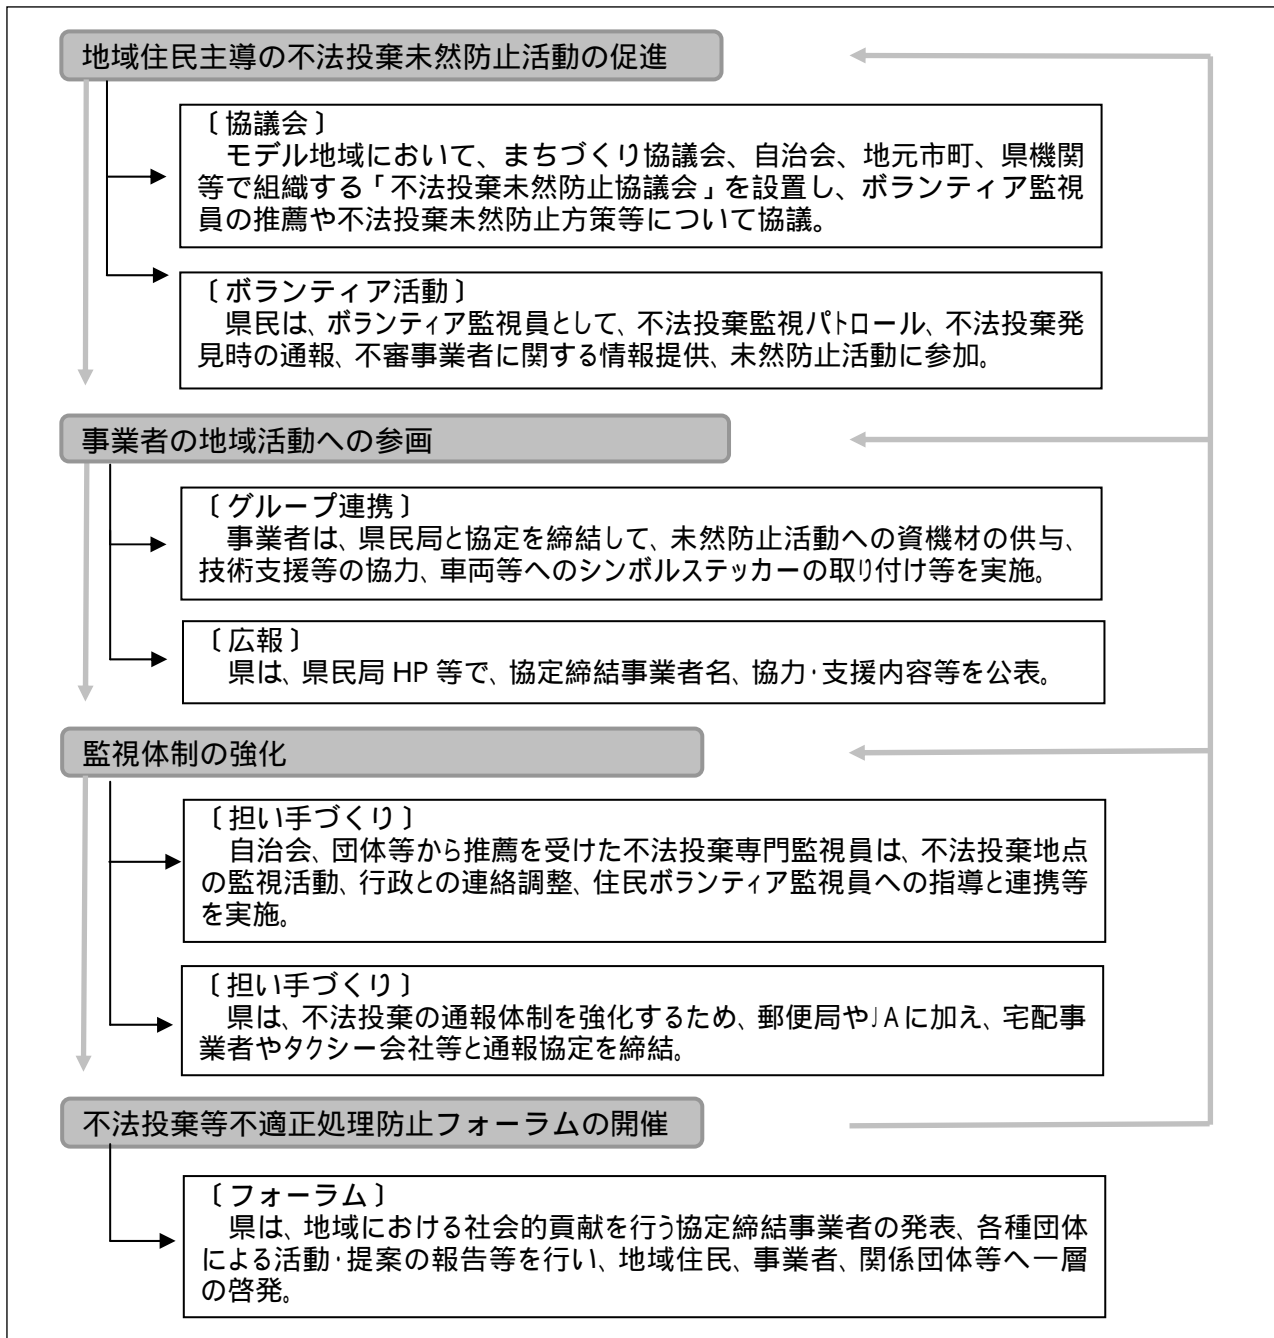 地域住民主導の不法投棄未然防止活動の促進
〔協議会〕
モデル地域において、まちづくり協議会、自治会、地元市町、県機関
等で組織する「不法投棄未然防止協議会」を設置し、ボランティア監視
員の推薦や不法投棄未然防止方策等について協議。
〔ボランティア活動〕
県民は、ボランティア監視員として、不法投棄監視パトロール、不法投棄発
見時の通報、不審事業者に関する情報提供、未然防止活動に参加。
事業者の地域活動への参画
〔グループ連携〕
事業者は、県民局と協定を締結して、未然防止活動への資機材の供与、
技術支援等の協力、車両等へのシンボルステッカーの取り付け等を実施。
〔広報〕
県は、県民局 HP 等で、協定締結事業者名、協力・支援内容等を公表。
監視体制の強化
〔担い手づくり〕
自治会、団体等から推薦を受けた不法投棄専門監視員は、不法投棄地点
の監視活動、行政との連絡調整、住民ボランティア監視員への指導と連携等
を実施。
〔担い手づくり〕
県は、不法投棄の通報体制を強化するため、郵便局やJAに加え、宅配事
業者やタクシー会社等と通報協定を締結。
不法投棄等不適正処理防止フォーラムの開催
〔フォーラム〕
県は、地域における社会的貢献を行う協定締結事業者の発表、各種団体
による活動・提案の報告等を行い、地域住民、事業者、関係団体等へ一層
の啓発。